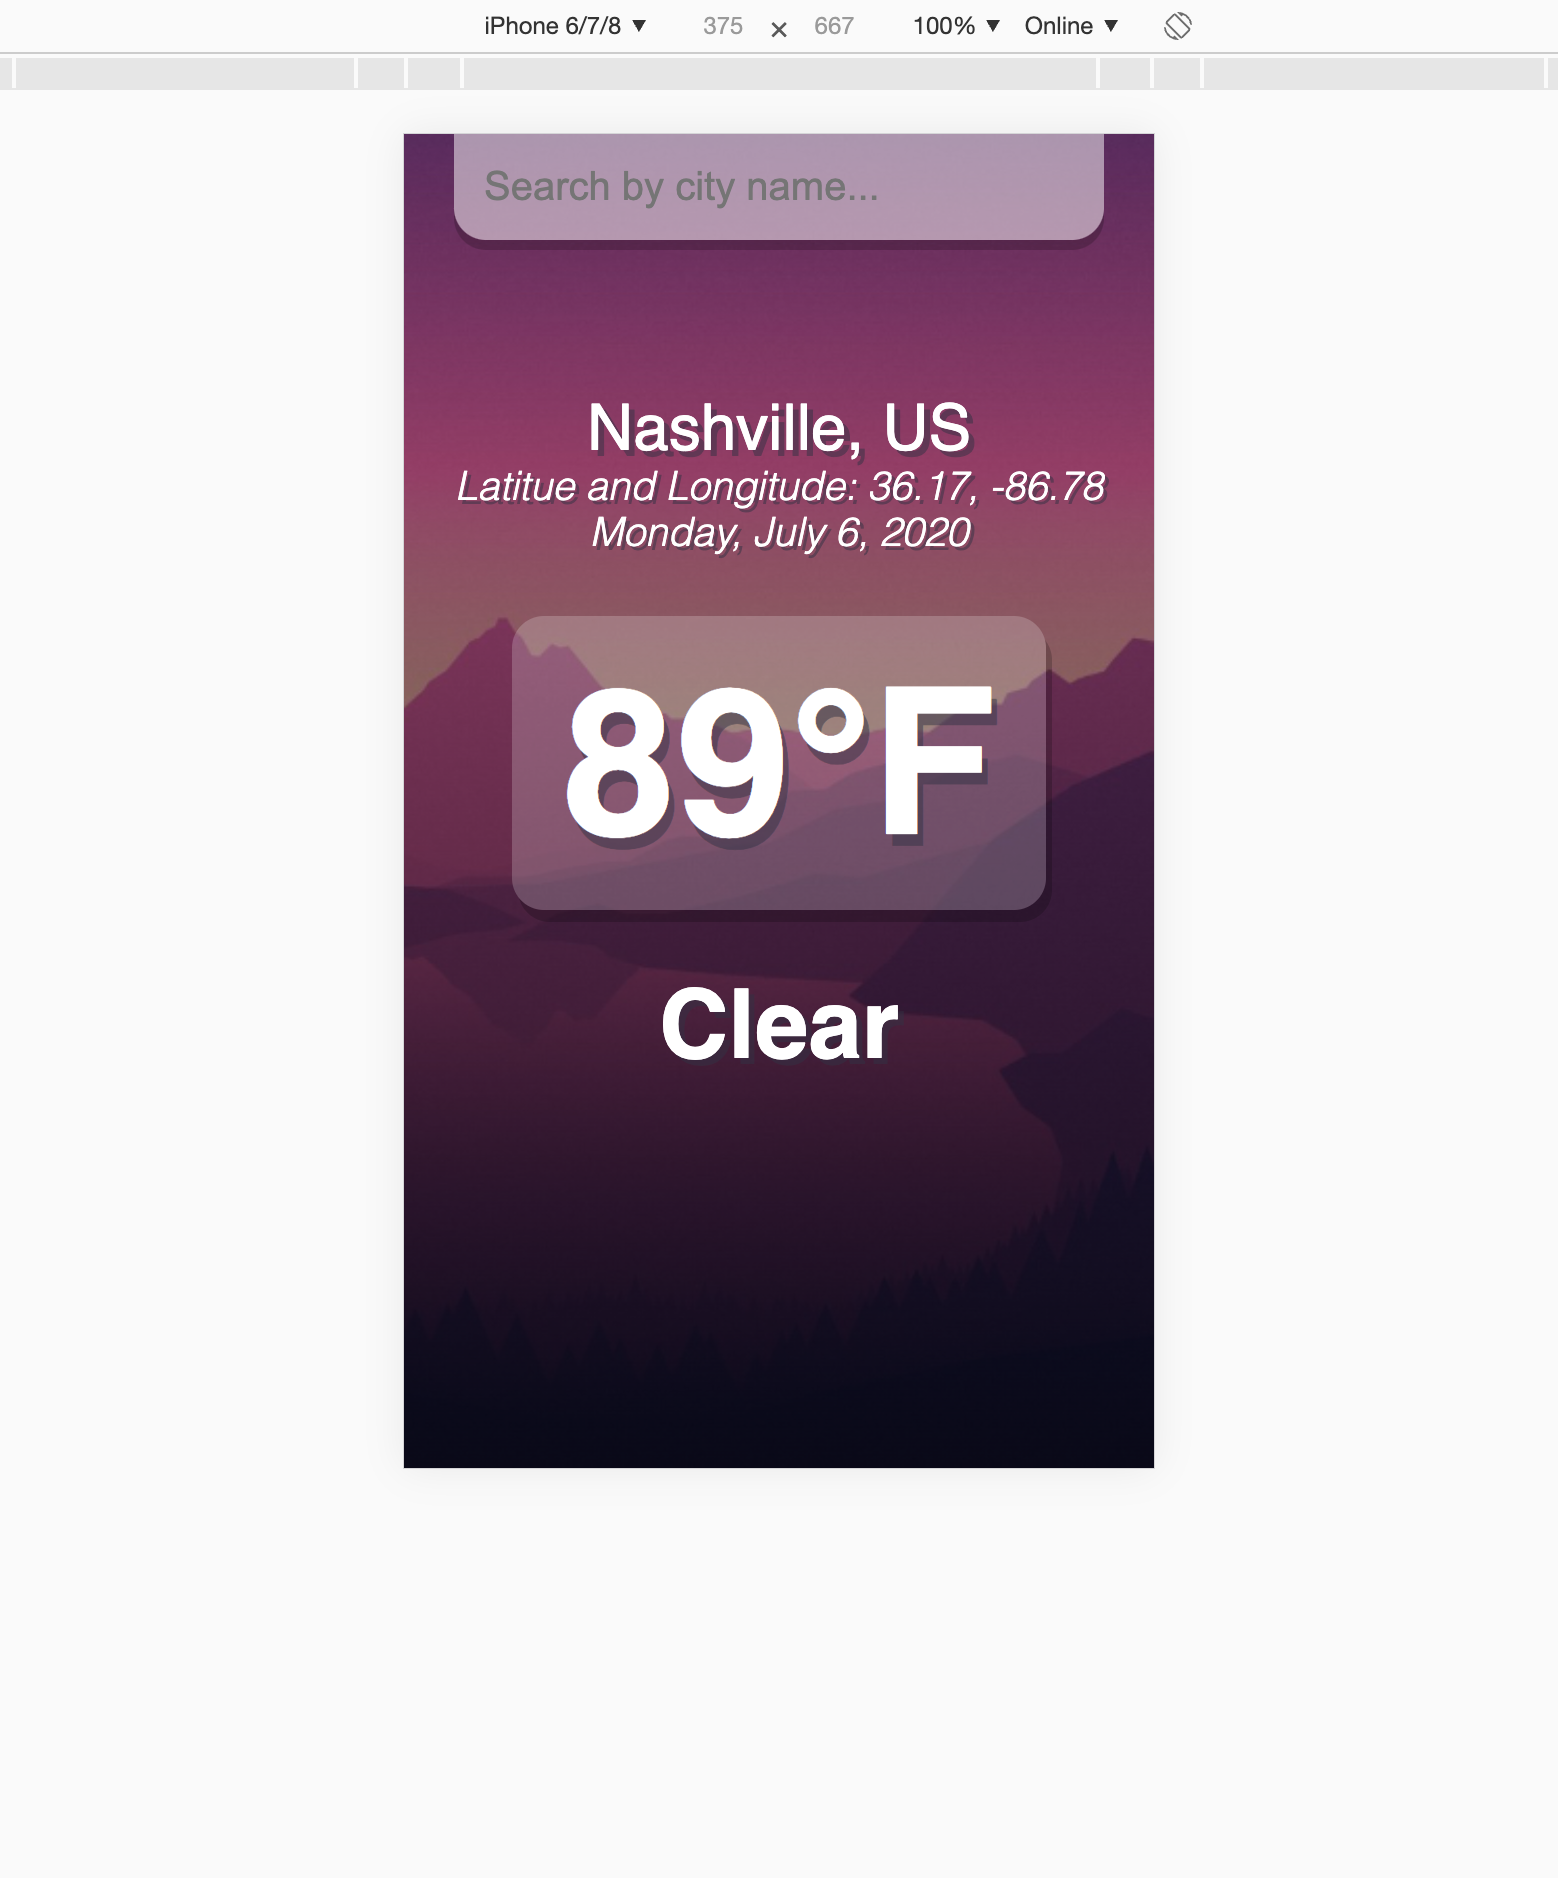 iPhone 6/7/8 ▼ 375 × 667 100% ▼ Online ▼
Search by city name...
Nashville, US
Latitue and Longitude: 36.17, -86.78
Monday, July 6, 2020
89°F
Clear